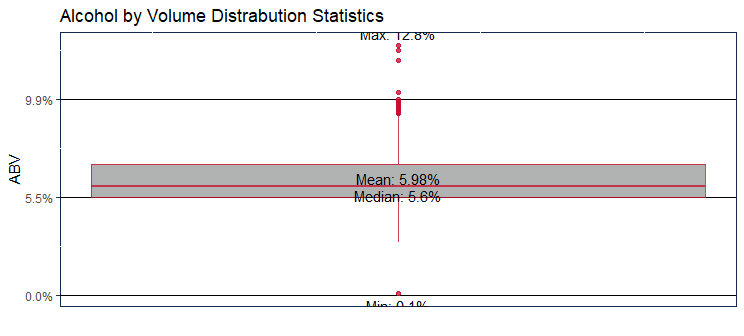 Alcohol by Volume Distrabution Statistics
Max: 12.8%
9.9%
Mean: 5.98%
ABV
5.5%
Median: 5.6%
0.0%
Min: 0.1%